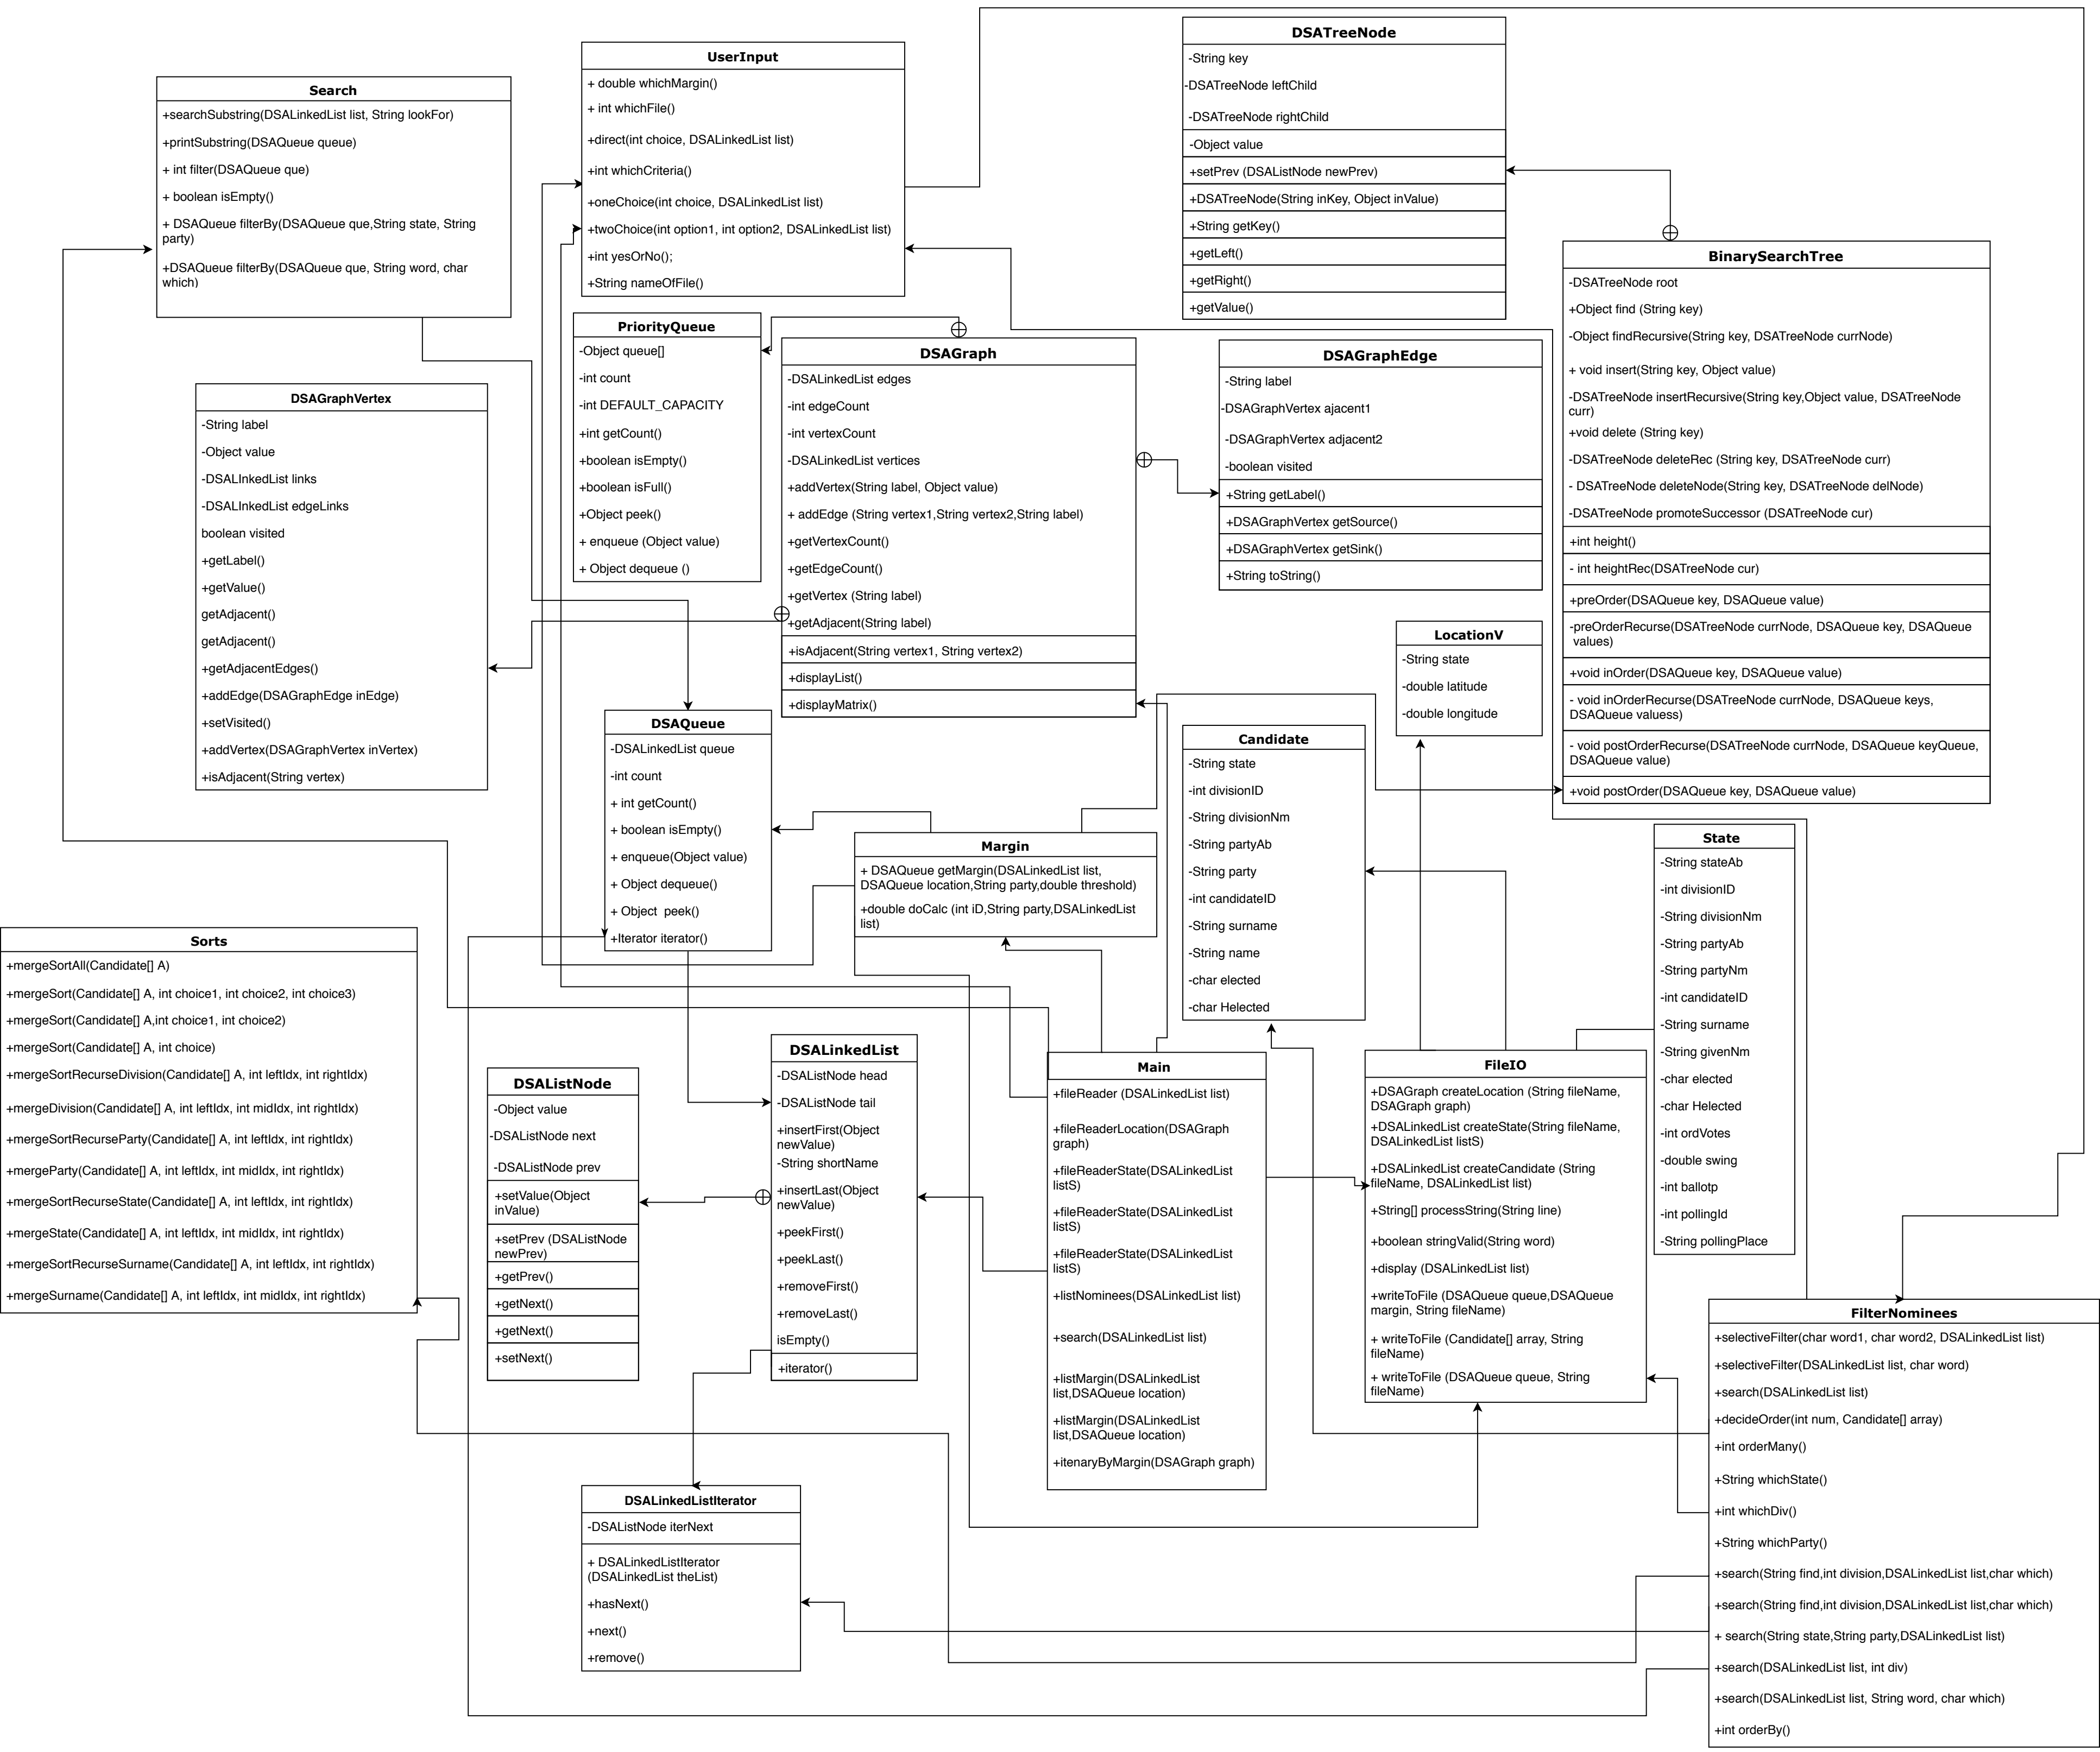 DSATreeNode
-String key
-DSATreeNode leftChild
-DSATreeNode rightChild
-Object value
+setPrev (DSAListNode newPrev)
+DSATreeNode(String inKey, Object inValue)
+String getKey()
+getLeft()
+getRight()
+getValue()
UserInput
+ double whichMargin()
+ int whichFile()
+direct(int choice, DSALinkedList list)
+int whichCriteria()
+oneChoice(int choice, DSALinkedList list)
+twoChoice(int option1, int option2, DSALinkedList list)
+int yesOrNo();
+String nameOfFile()
Search
+searchSubstring(DSALinkedList list, String lookFor)
+printSubstring(DSAQueue queue)
+ int filter(DSAQueue que)
+ boolean isEmpty()
+ DSAQueue filterBy(DSAQueue que,String state, String
party)
+DSAQueue filterBy(DSAQueue que, String word, char
which)
BinarySearchTree
-DSATreeNode root
+Object find (String key)
-Object findRecursive(String key, DSATreeNode currNode)
+ void insert(String key, Object value)
-DSATreeNode insertRecursive(String key,Object value, DSATreeNode
curr)
+void delete (String key)
-DSATreeNode deleteRec (String key, DSATreeNode curr)
- DSATreeNode deleteNode(String key, DSATreeNode delNode)
-DSATreeNode promoteSuccessor (DSATreeNode cur)
+int height()
- int heightRec(DSATreeNode cur)
+preOrder(DSAQueue key, DSAQueue value)
-preOrderRecurse(DSATreeNode currNode, DSAQueue key, DSAQueue
values)
+void inOrder(DSAQueue key, DSAQueue value)
- void inOrderRecurse(DSATreeNode currNode, DSAQueue keys,
DSAQueue valuess)
- void postOrderRecurse(DSATreeNode currNode, DSAQueue keyQueue,
DSAQueue value)
+void postOrder(DSAQueue key, DSAQueue value)
PriorityQueue
-Object queue[]
-int count
-int DEFAULT_CAPACITY
+int getCount()
+boolean isEmpty()
+boolean isFull()
+Object peek()
+ enqueue (Object value)
+ Object dequeue ()
DSAGraph
-DSALinkedList edges
-int edgeCount
-int vertexCount
-DSALinkedList vertices
+addVertex(String label, Object value)
+ addEdge (String vertex1,String vertex2,String label)
+getVertexCount()
+getEdgeCount()
+getVertex (String label)
+getAdjacent(String label)
+isAdjacent(String vertex1, String vertex2)
+displayList()
+displayMatrix()
DSAGraphEdge
-String label
-DSAGraphVertex ajacent1
-DSAGraphVertex adjacent2
-boolean visited
+String getLabel()
+DSAGraphVertex getSource()
+DSAGraphVertex getSink()
+String toString()
DSAGraphVertex
-String label
-Object value
-DSALInkedList links
-DSALInkedList edgeLinks
boolean visited
+getLabel()
+getValue()
getAdjacent()
getAdjacent()
+getAdjacentEdges()
+addEdge(DSAGraphEdge inEdge)
+setVisited()
+addVertex(DSAGraphVertex inVertex)
+isAdjacent(String vertex)
LocationV
-String state
-double latitude
-double longitude
DSAQueue
-DSALinkedList queue
-int count
+ int getCount()
+ boolean isEmpty()
+ enqueue(Object value)
+ Object dequeue()
+ Object  peek()
+Iterator iterator()
Candidate
-String state
-int divisionID
-String divisionNm
-String partyAb
-String party
-int candidateID
-String surname
-String name
-char elected
-char Helected
State
-String stateAb
-int divisionID
-String divisionNm
-String partyAb
-String partyNm
-int candidateID
-String surname
-String givenNm
-char elected
-char Helected
-int ordVotes
-double swing
-int ballotp
-int pollingId
-String pollingPlace
Margin
+ DSAQueue getMargin(DSALinkedList list,
DSAQueue location,String party,double threshold)
+double doCalc (int iD,String party,DSALinkedList
list)
Sorts
+mergeSortAll(Candidate[] A)
+mergeSort(Candidate[] A, int choice1, int choice2, int choice3)
+mergeSort(Candidate[] A,int choice1, int choice2)
+mergeSort(Candidate[] A, int choice)
+mergeSortRecurseDivision(Candidate[] A, int leftIdx, int rightIdx)
+mergeDivision(Candidate[] A, int leftIdx, int midIdx, int rightIdx)
+mergeSortRecurseParty(Candidate[] A, int leftIdx, int rightIdx)
+mergeParty(Candidate[] A, int leftIdx, int midIdx, int rightIdx)
+mergeSortRecurseState(Candidate[] A, int leftIdx, int rightIdx)
+mergeState(Candidate[] A, int leftIdx, int midIdx, int rightIdx)
+mergeSortRecurseSurname(Candidate[] A, int leftIdx, int rightIdx)
+mergeSurname(Candidate[] A, int leftIdx, int midIdx, int rightIdx)
DSAListNode
-Object value
-DSAListNode next
-DSAListNode prev
+setValue(Object
inValue)
+setPrev (DSAListNode
newPrev)
+getPrev()
+getNext()
+getNext()
+setNext()
DSALinkedList
-DSAListNode head
-DSAListNode tail
+insertFirst(Object
newValue)
-String shortName
+insertLast(Object
newValue)
+peekFirst()
+peekLast()
+removeFirst()
+removeLast()
isEmpty()
+iterator()
Main
+fileReader (DSALinkedList list)
+fileReaderLocation(DSAGraph
graph)
+fileReaderState(DSALinkedList
listS)
+fileReaderState(DSALinkedList
listS)
+fileReaderState(DSALinkedList
listS)
+listNominees(DSALinkedList list)
+search(DSALinkedList list)
+listMargin(DSALinkedList
list,DSAQueue location)
+listMargin(DSALinkedList
list,DSAQueue location)
+itenaryByMargin(DSAGraph graph)
FileIO
+DSAGraph createLocation (String fileName,
DSAGraph graph)
+DSALinkedList createState(String fileName,
DSALinkedList listS)
+DSALinkedList createCandidate (String
fileName, DSALinkedList list)
+String[] processString(String line)
+boolean stringValid(String word)
+display (DSALinkedList list)
+writeToFile (DSAQueue queue,DSAQueue
margin, String fileName)
+ writeToFile (Candidate[] array, String
fileName)
+ writeToFile (DSAQueue queue, String
fileName)
FilterNominees
+selectiveFilter(char word1, char word2, DSALinkedList list)
+selectiveFilter(DSALinkedList list, char word)
+search(DSALinkedList list)
+decideOrder(int num, Candidate[] array)
+int orderMany()
+String whichState()
+int whichDiv()
+String whichParty()
+search(String find,int division,DSALinkedList list,char which)
+search(String find,int division,DSALinkedList list,char which)
+ search(String state,String party,DSALinkedList list)
+search(DSALinkedList list, int div)
+search(DSALinkedList list, String word, char which)
+int orderBy()
DSALinkedListIterator
-DSAListNode iterNext
+ DSALinkedListIterator
(DSALinkedList theList)
+hasNext()
+next()
+remove()